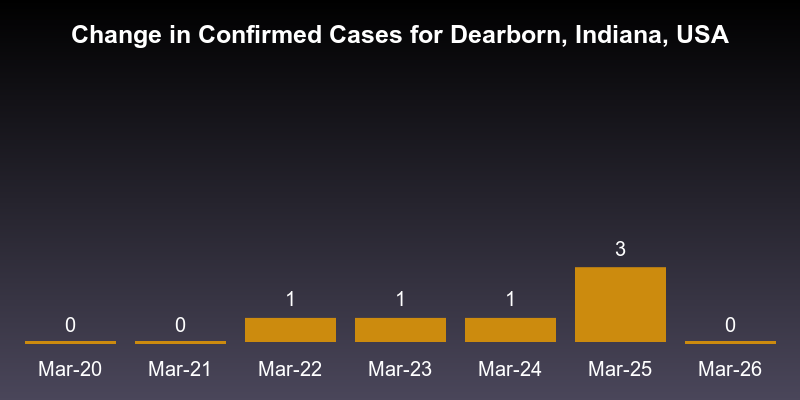 Change in Confirmed Cases for Dearborn, Indiana, USA
3
1 1 1
0 0 0
Mar-20 Mar-21 Mar-22 Mar-23 Mar-24 Mar-25 Mar-26